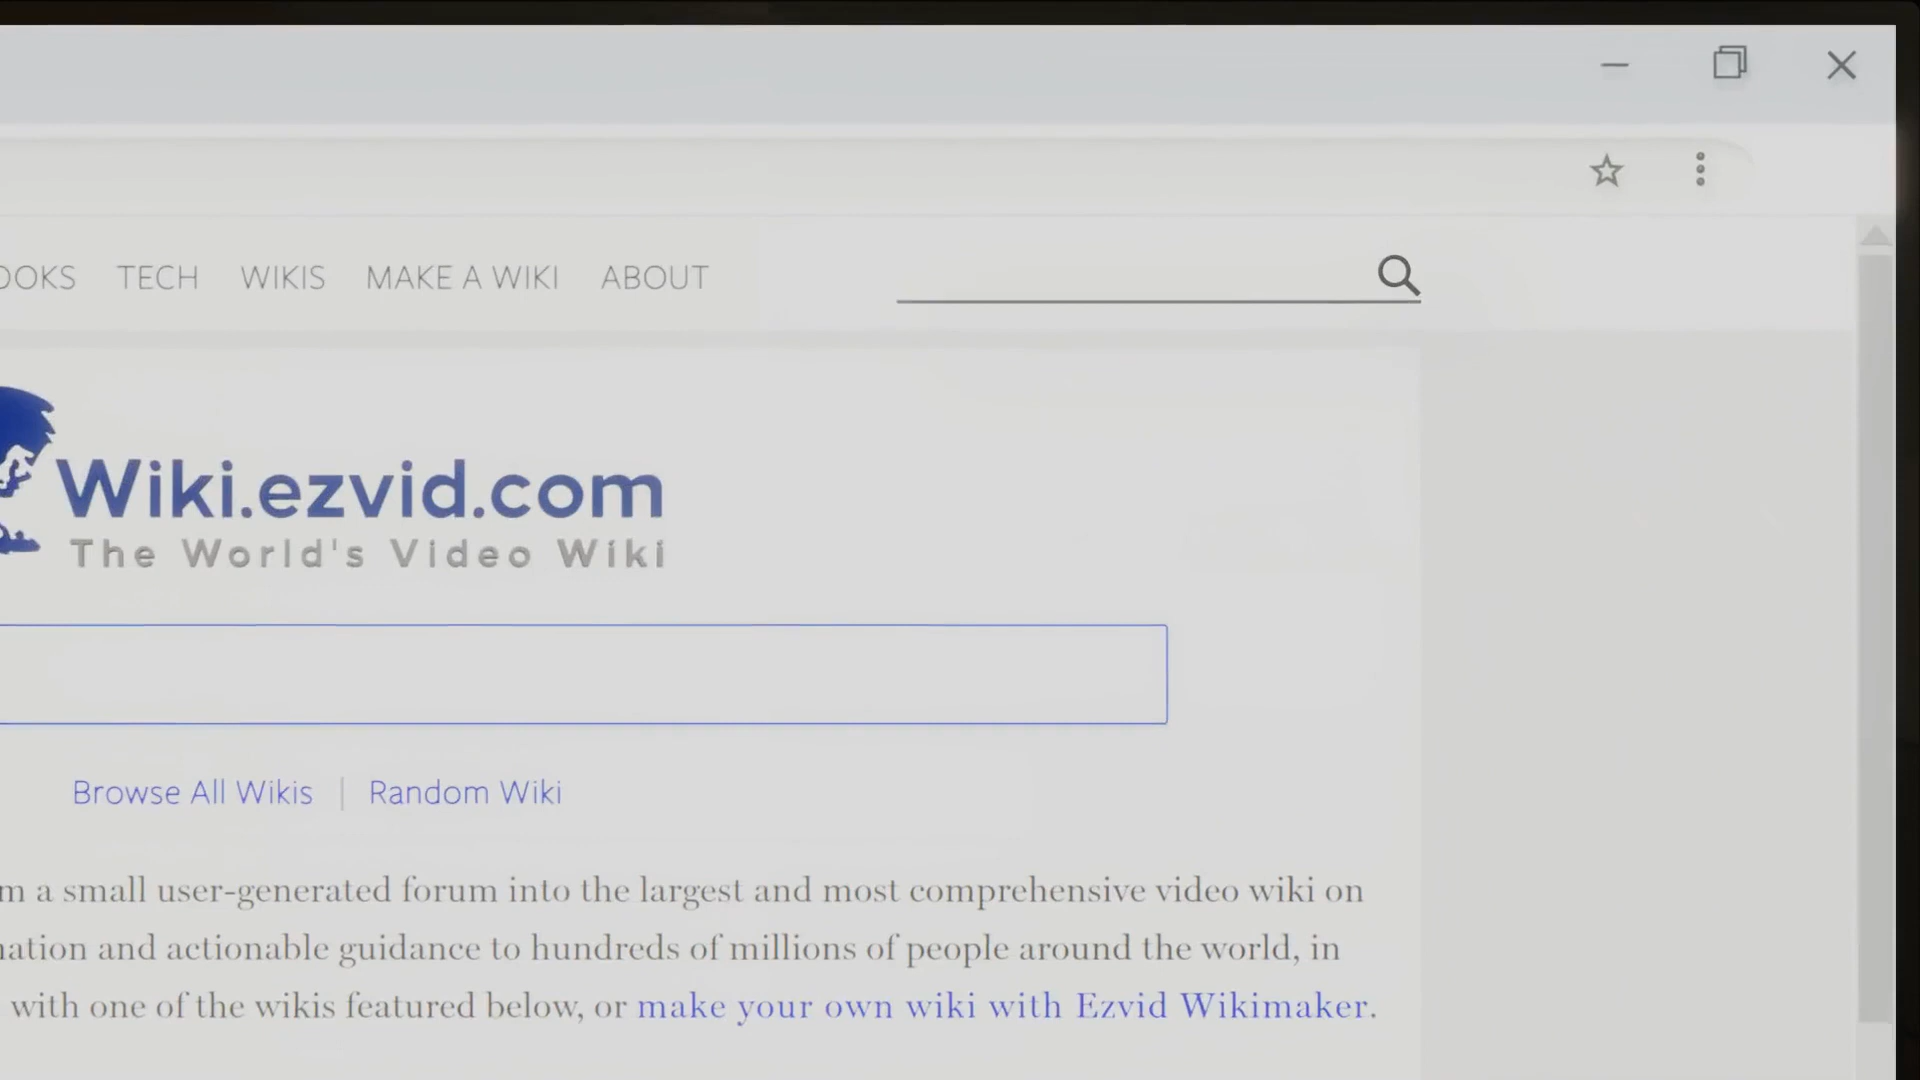 TECH WIKIS MAKE A WIKI ABOUT
Wiki.ezvid.com
The World's Video Wiki
Browse All Wikis | Random Wiki
a small user-generated forum into the largest and most comprehensive video wiki on
and actionable guidance to hundreds of millions of people around the world, in
with one of the wikis featured below, or make your own wiki with Ezvid Wikimaker.